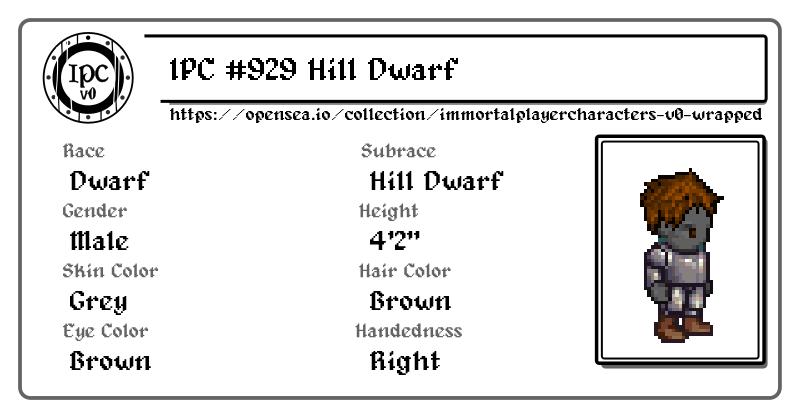 IPC
v0
IPC #929 Hill Dwarf
https://opensea.io/collection/immortalplayercharacters-v0-wrapped
Race
Dwarf
Subrace
Hill Dwarf
Gender
Male
Height
4'2"
Skin Color
Grey
Hair Color
Brown
Eye Color
Brown
Handedness
Right